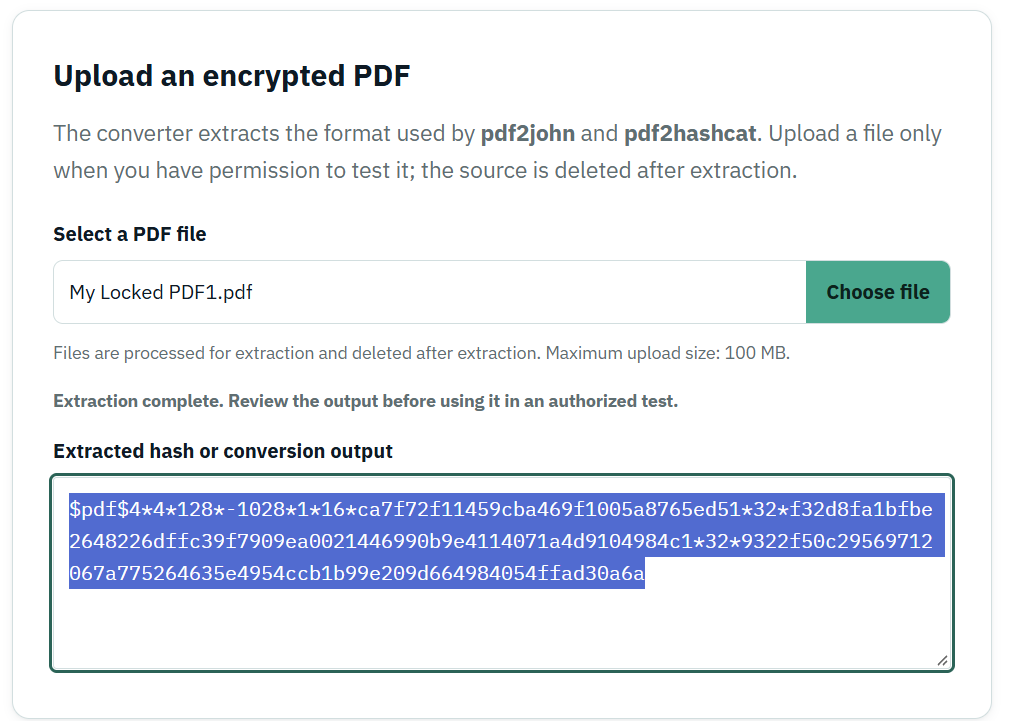 Upload an encrypted PDF
The converter extracts the format used by pdf2john and pdf2hashcat. Upload a file only
when you have permission to test it; the source is deleted after extraction.
Select a PDF file
My Locked PDF1.pdf
Choose file
Files are processed for extraction and deleted after extraction. Maximum upload size: 100 MB.
Extraction complete. Review the output before using it in an authorized test.
Extracted hash or conversion output
$pdf$4*4*128*-1028*1*16*ca7f72f11459cba469f1005a8765ed51*32*f32d8fa1bfbe
2648226dffc39f7909ea0021446990b9e4114071a4d9104984c1*32*9322f50c29569712
067a775264635e4954ccb1b99e209d664984054ffad30a6a